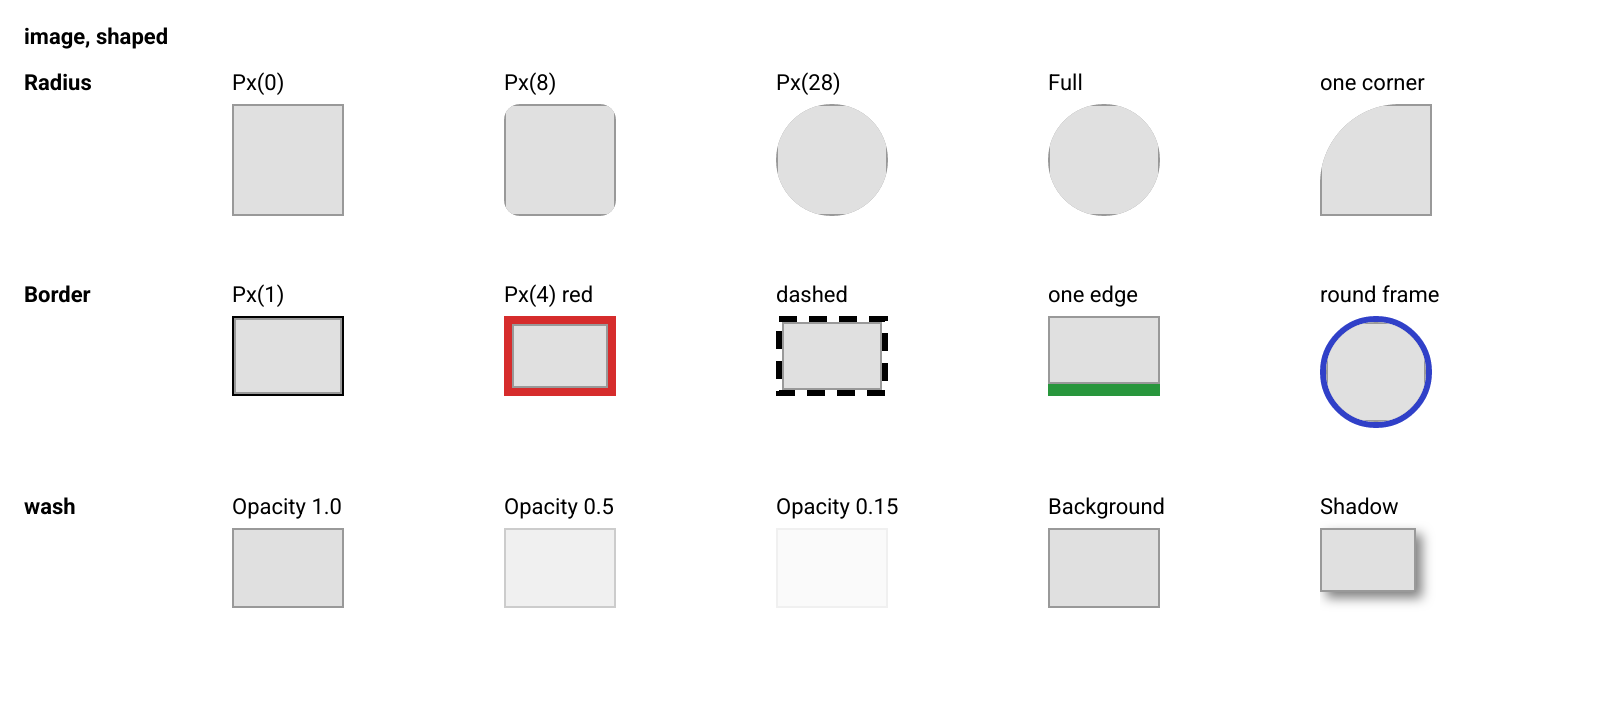 image, shaped
Radius Px(0) Px(8) Px(28) Full one corner
Border Px(1) Px(4) red dashed one edge round frame
wash Opacity 1.0 Opacity 0.5 Opacity 0.15 Background Shadow